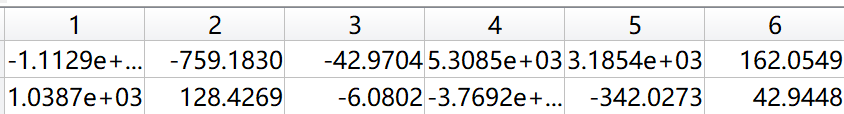 1 2 3 4 5 6
-1.1129e+... -759.1830 -42.9704 5.3085e+03 3.1854e+03 162.0549
1.0387e+03 128.4269 -6.0802 -3.7692e+... -342.0273 42.9448